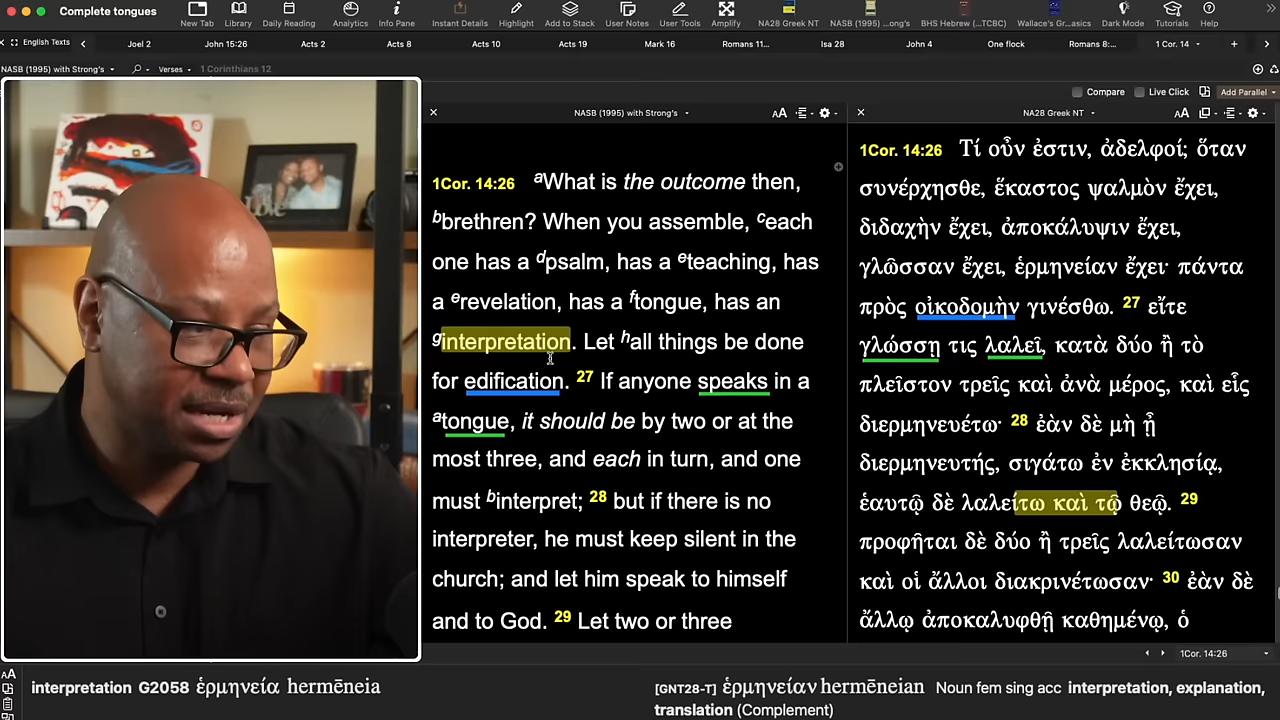 Complete tongues
New Tab
Library
Daily Reading
Analytics
Info Pane
Instant Details
Highlight
Add to Stack
User Notes
User Tools
Amplify
NA28 Greek NT
NASB (1995) ...ong's
BHS Hebrew (...TCBC)
Wallace's Gr...asics
Dark Mode
Tutorials
Help
English Texts
Joel 2
John 15:26
Acts 2
Acts 8
Acts 10
Acts 19
Mark 16
Romans 11...
Isa 28
John 4
One flock
Romans 8:...
1 Cor. 14
NASB (1995) with Strong's
Verses
1 Corinthians 12
Compare
Live Click
Add Parallel
NASB (1995) with Strong's
1Cor. 14:26 aWhat is the outcome then,
bbrethren? When you assemble, ceach
one has a dpsalm, has a eteaching, has
a erevelation, has a ftongue, has an
ginterpretation. Let hall things be done
for edification. 27 If anyone speaks in a
atongue, it should be by two or at the
most three, and each in turn, and one
must binterpret; 28 but if there is no
interpreter, he must keep silent in the
church; and let him speak to himself
and to God. 29 Let two or three
NA28 Greek NT
1Cor. 14:26 Τί οὖν ἐστιν, ἀδελφοί; ὅταν
συνέρχησθε, ἕκαστος ψαλμὸν ἔχει,
διδαχὴν ἔχει, ἀποκάλυψιν ἔχει,
γλῶσσαν ἔχει, ἑρμηνείαν ἔχει· πάντα
πρὸς οἰκοδομὴν γινέσθω. 27 εἴτε
γλώσσῃ τις λαλεῖ, κατὰ δύο ἢ τὸ
πλεῖστον τρεῖς καὶ ἀνὰ μέρος, καὶ εἷς
διερμηνευέτω· 28 ἐὰν δὲ μὴ ᾖ
διερμηνευτής, σιγάτω ἐν ἐκκλησίᾳ,
ἑαυτῷ δὲ λαλείτω καὶ τῷ θεῷ. 29
προφῆται δὲ δύο ἢ τρεῖς λαλείτωσαν
καὶ οἱ ἄλλοι διακρινέτωσαν· 30 ἐὰν δὲ
ἄλλῳ ἀποκαλυφθῇ καθημένῳ, ὁ
1Cor. 14:26
interpretation G2058 ἑρμηνεία hermēneia
[GNT28-T] ἑρμηνείαν hermēneian Noun fem sing acc interpretation, explanation,
translation (Complement)